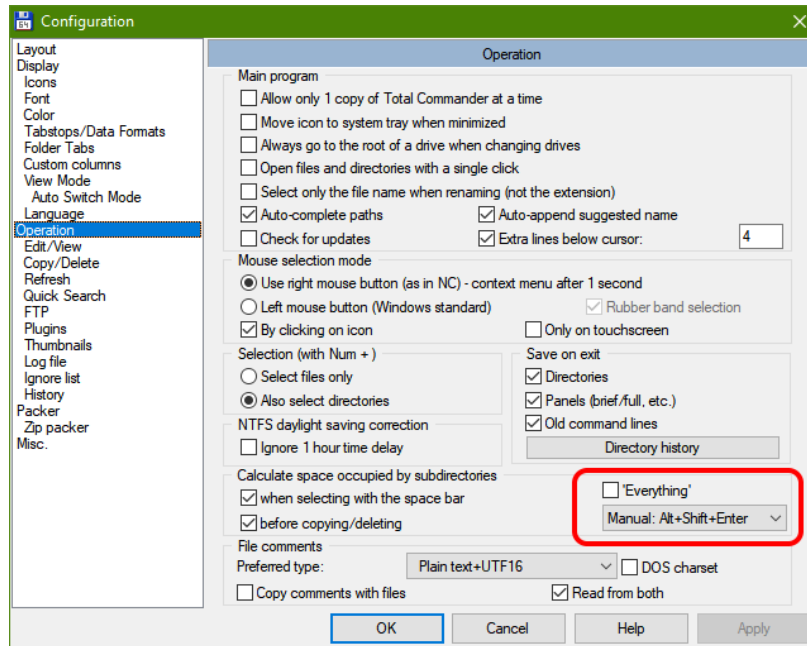 64
Configuration
Layout
Display
Icons
Font
Color
Tabstops/Data Formats
Folder Tabs
Custom columns
View Mode
Auto Switch Mode
Language
Operation
Edit/View
Copy/Delete
Refresh
Quick Search
FTP
Plugins
Thumbnails
Log file
Ignore list
History
Packer
Zip packer
Misc.
Operation
Main program
Allow only 1 copy of Total Commander at a time
Move icon to system tray when minimized
Always go to the root of a drive when changing drives
Open files and directories with a single click
Select only the file name when renaming (not the extension)
Auto-complete paths Auto-append suggested name
Check for updates Extra lines below cursor: 4
Mouse selection mode
Use right mouse button (as in NC) - context menu after 1 second
Left mouse button (Windows standard) Rubber band selection
By clicking on icon Only on touchscreen
Selection (with Num + )
Select files only
Also select directories
Save on exit
Directories
Panels (brief/full, etc.)
Old command lines
Directory history
NTFS daylight saving correction
Ignore 1 hour time delay
Calculate space occupied by subdirectories
when selecting with the space bar
before copying/deleting
'Everything'
Manual: Alt+Shift+Enter
File comments
Preferred type: Plain text+UTF16 DOS charset
Copy comments with files Read from both
OK Cancel Help Apply